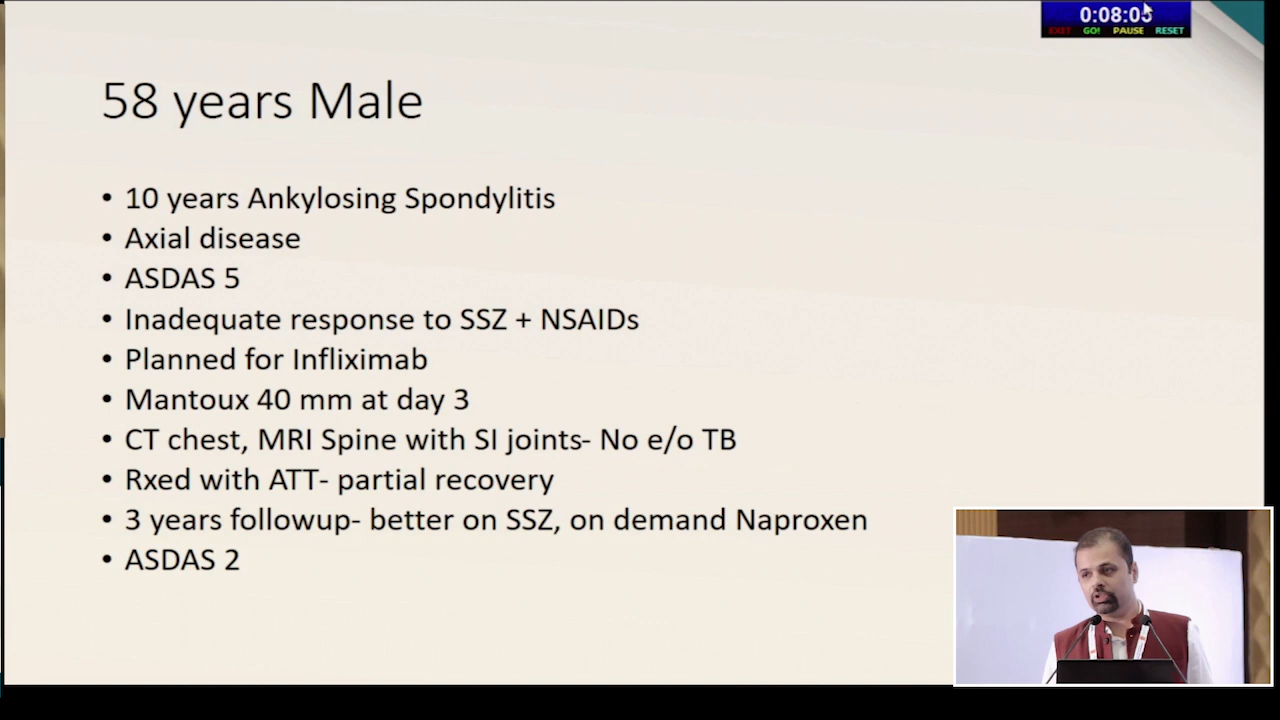 0:08:05
EXIT GO! PAUSE RESET
58 years Male
• 10 years Ankylosing Spondylitis
• Axial disease
• ASDAS 5
• Inadequate response to SSZ + NSAIDs
• Planned for Infliximab
• Mantoux 40 mm at day 3
• CT chest, MRI Spine with SI joints- No e/o TB
• Rxed with ATT- partial recovery
• 3 years followup- better on SSZ, on demand Naproxen
• ASDAS 2